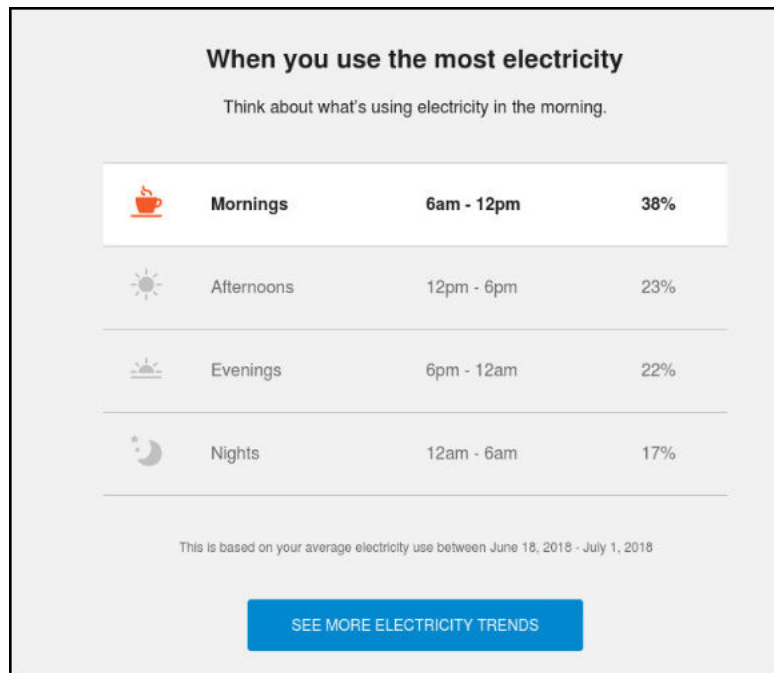 When you use the most electricity
Think about what's using electricity in the morning.
Mornings 6am - 12pm 38%
Afternoons 12pm - 6pm 23%
Evenings 6pm - 12am 22%
Nights 12am - 6am 17%
This is based on your average electricity use between June 18, 2018 - July 1, 2018
SEE MORE ELECTRICITY TRENDS